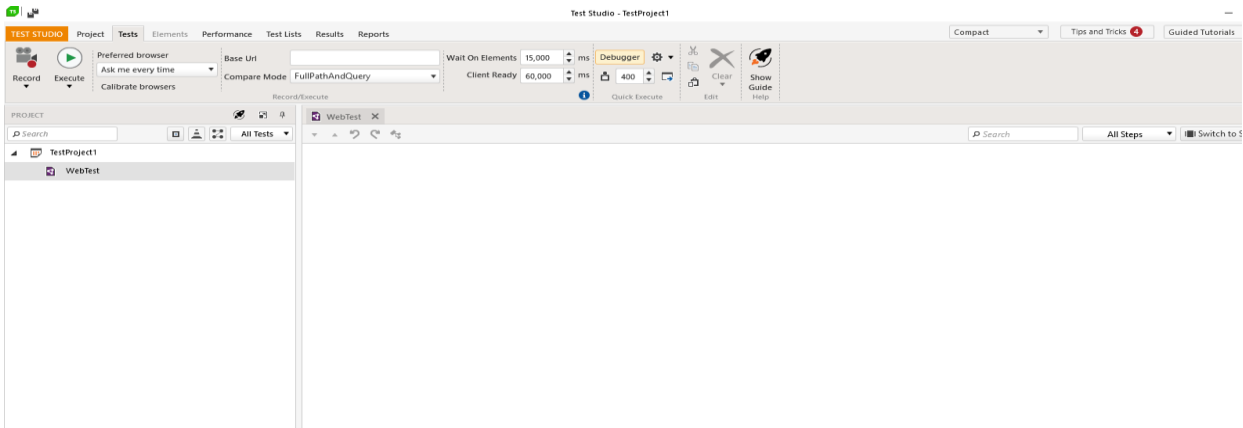 TS
Test Studio - TestProject1
TEST STUDIO Project Tests Elements Performance Test Lists Results Reports
Compact
Tips and Tricks 4
Guided Tutorials
Record
Execute
Preferred browser
Ask me every time
Calibrate browsers
Base Url
Compare Mode FullPathAndQuery
Record/Execute
Wait On Elements 15,000 ms
Client Ready 60,000 ms
Debugger
400
Quick Execute
Clear
Edit
Show
Guide
Help
PROJECT
Search
All Tests
TestProject1
WebTest
WebTest
Search
All Steps
Switch to S